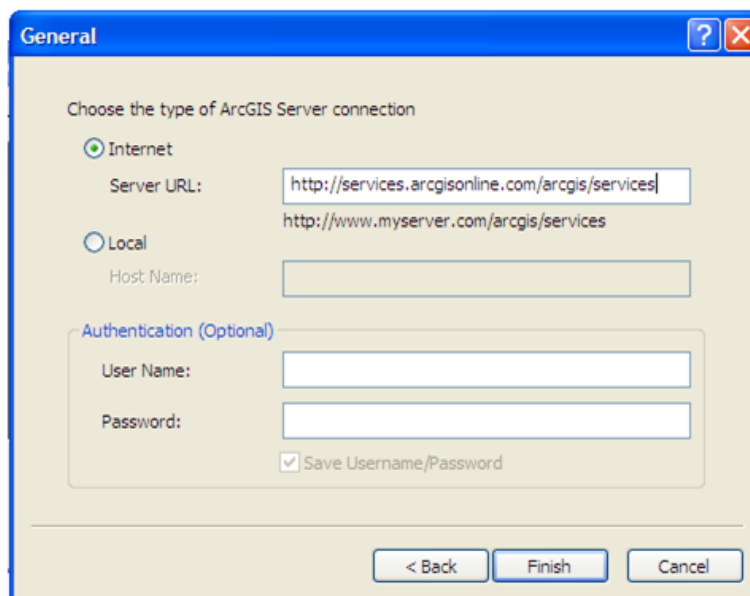 General
Choose the type of ArcGIS Server connection
Internet
Server URL: http://services.arcgisonline.com/arcgis/services
http://www.myserver.com/arcgis/services
Local
Host Name:
Authentication (Optional)
User Name:
Password:
Save Username/Password
< Back Finish Cancel